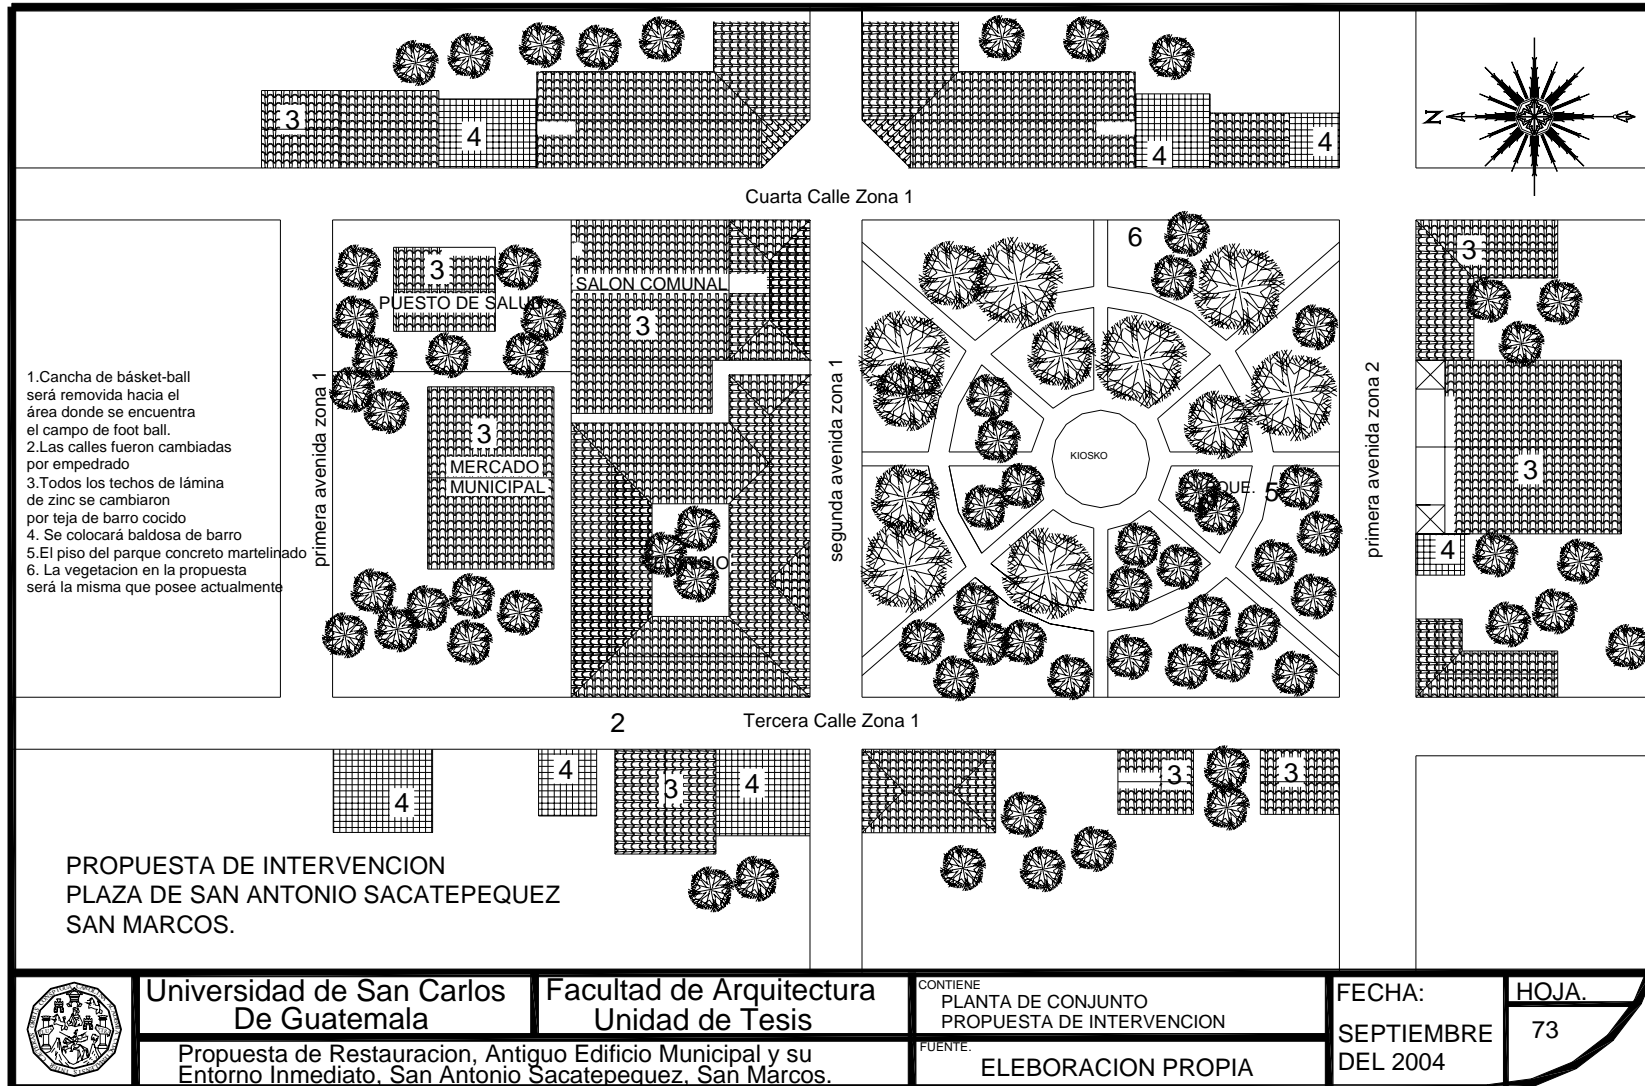 3
4
4
4
N
Cuarta Calle Zona 1
3
PUESTO DE SALUD
SALON COMUNAL
3
6
3
1.Cancha de básket-ball
será removida hacia el
área donde se encuentra
el campo de foot ball.
2.Las calles fueron cambiadas
por empedrado
3.Todos los techos de lámina
de zinc se cambiaron
por teja de barro cocido
4. Se colocará baldosa de barro
5.El piso del parque concreto martelinado
6. La vegetacion en la propuesta
será la misma que posee actualmente
primera avenida zona 1
3
MERCADO
MUNICIPAL
segunda avenida zona 1
KIOSKO
5
primera avenida zona 2
3
4
2
Tercera Calle Zona 1
4
4
3
4
3
3
PROPUESTA DE INTERVENCION
PLAZA DE SAN ANTONIO SACATEPEQUEZ
SAN MARCOS.
Universidad de San Carlos
De Guatemala
Facultad de Arquitectura
Unidad de Tesis
CONTIENE
PLANTA DE CONJUNTO
PROPUESTA DE INTERVENCION
FECHA:
SEPTIEMBRE
DEL 2004
HOJA.
73
Propuesta de Restauracion, Antiguo Edificio Municipal y su
Entorno Inmediato, San Antonio Sacatepequez, San Marcos.
FUENTE.
ELEBORACION PROPIA